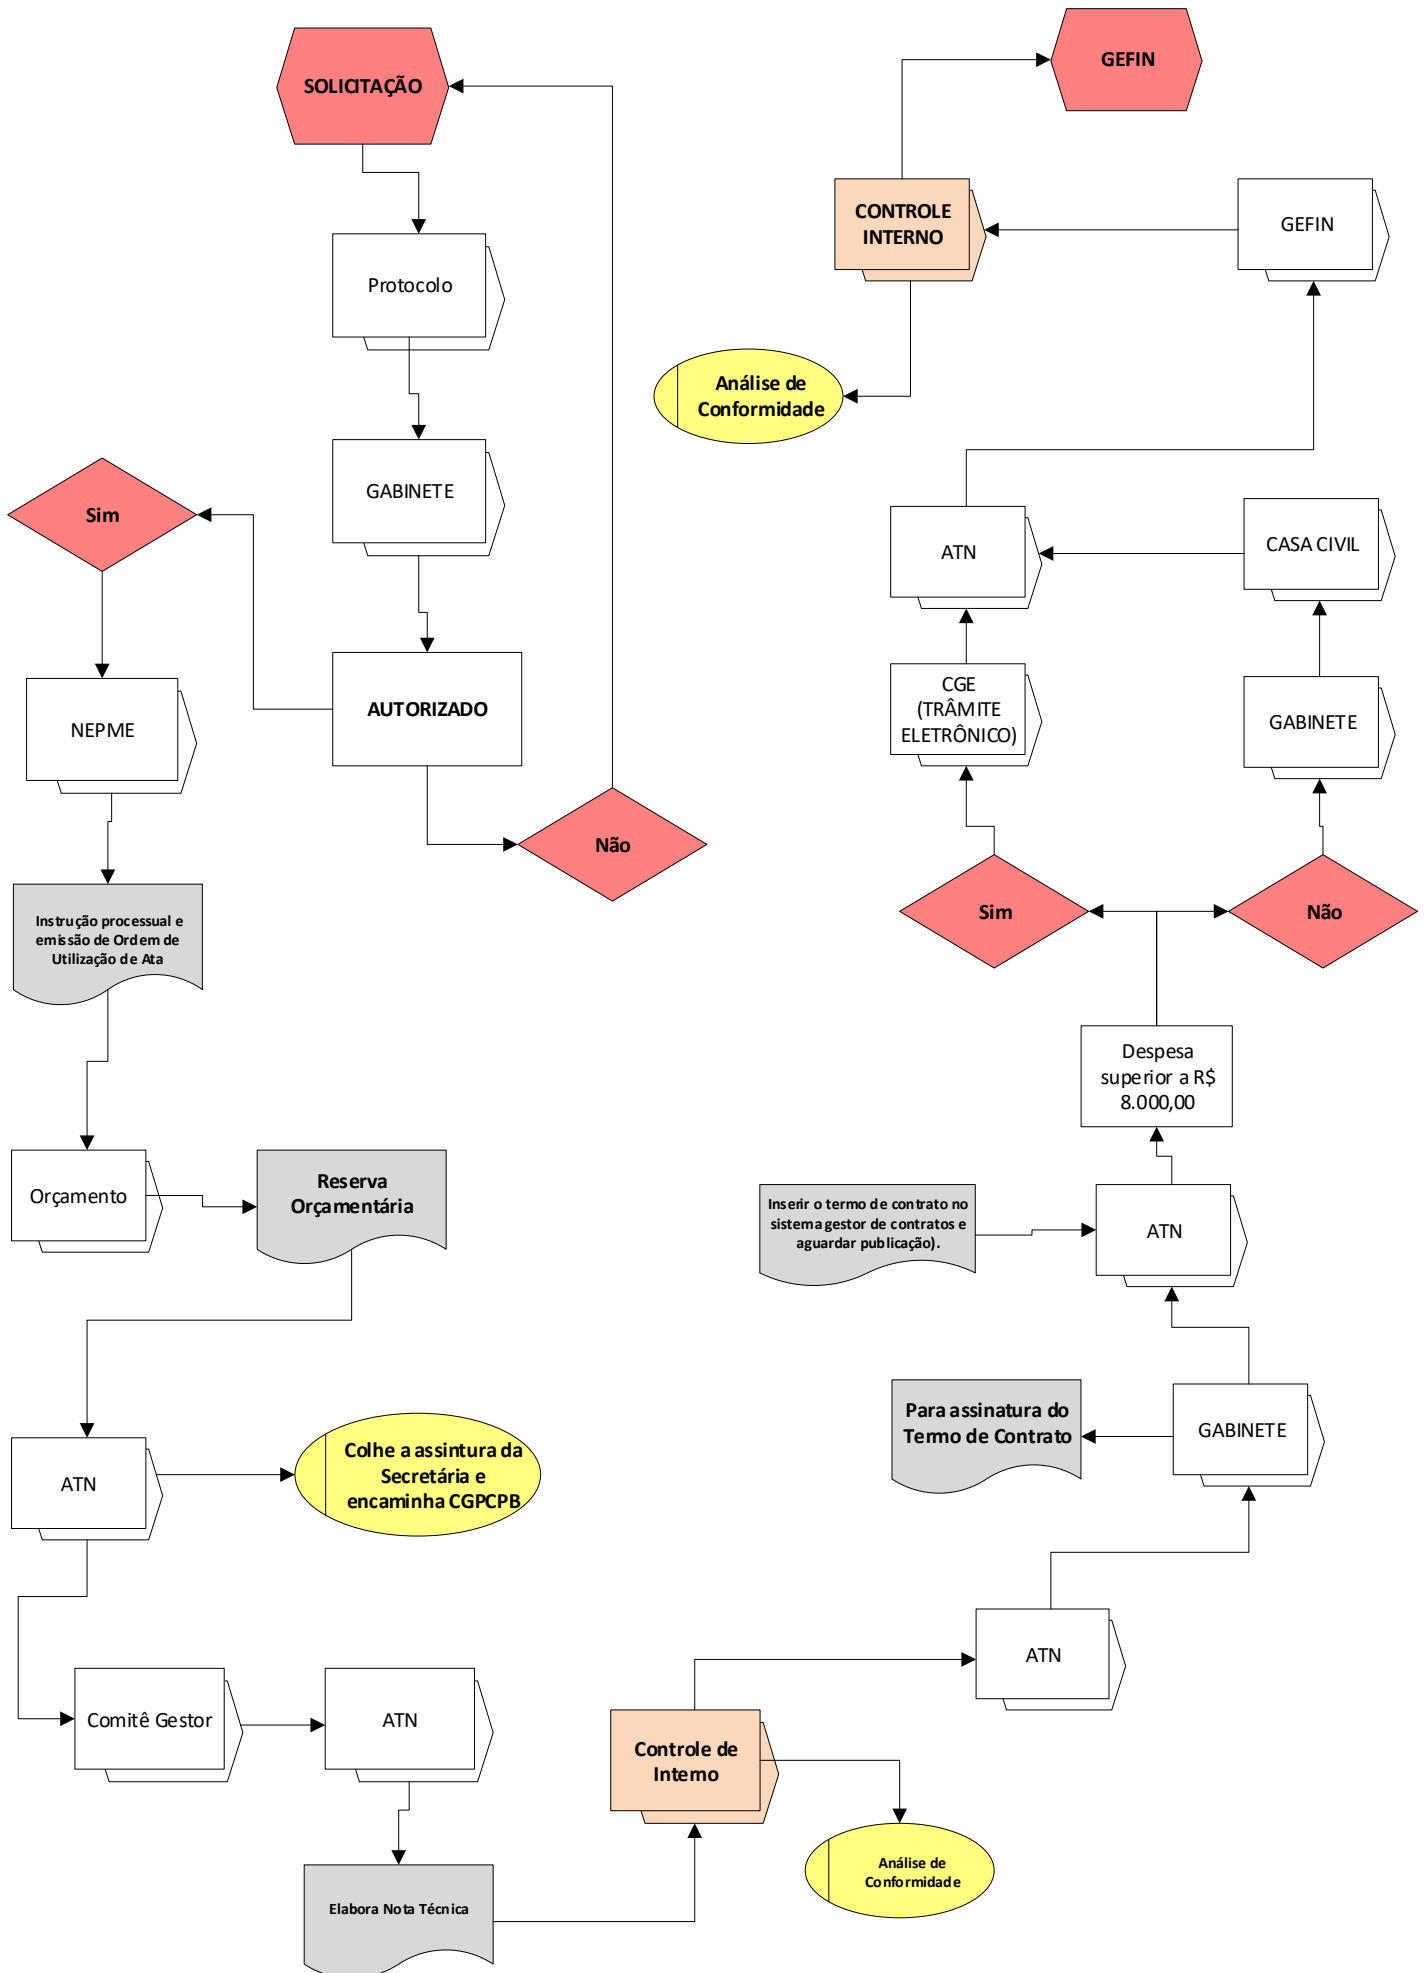 SOLICITAÇÃO
Protocolo
GABINETE
Sim
AUTORIZADO
NEPME
Não
Instrução processual e
emissão de Ordem de
Utilização de Ata
Orçamento
Reserva
Orçamentária
ATN
Colhe a assintura da
Secretária e
encaminha CGPCPB
Comitê Gestor
ATN
Elabora Nota Técnica
Controle de
Interno
Análise de
Conformidade
ATN
GABINETE
Para assinatura do
Termo de Contrato
ATN
Inserir o termo de contrato no
sistema gestor de contratos e
aguardar publicação).
Despesa
superior a R$
8.000,00
Sim
Não
CGE
(TRÂMITE
ELETRÔNICO)
GABINETE
ATN
CASA CIVIL
GEFIN
CONTROLE
INTERNO
Análise de
Conformidade
GEFIN